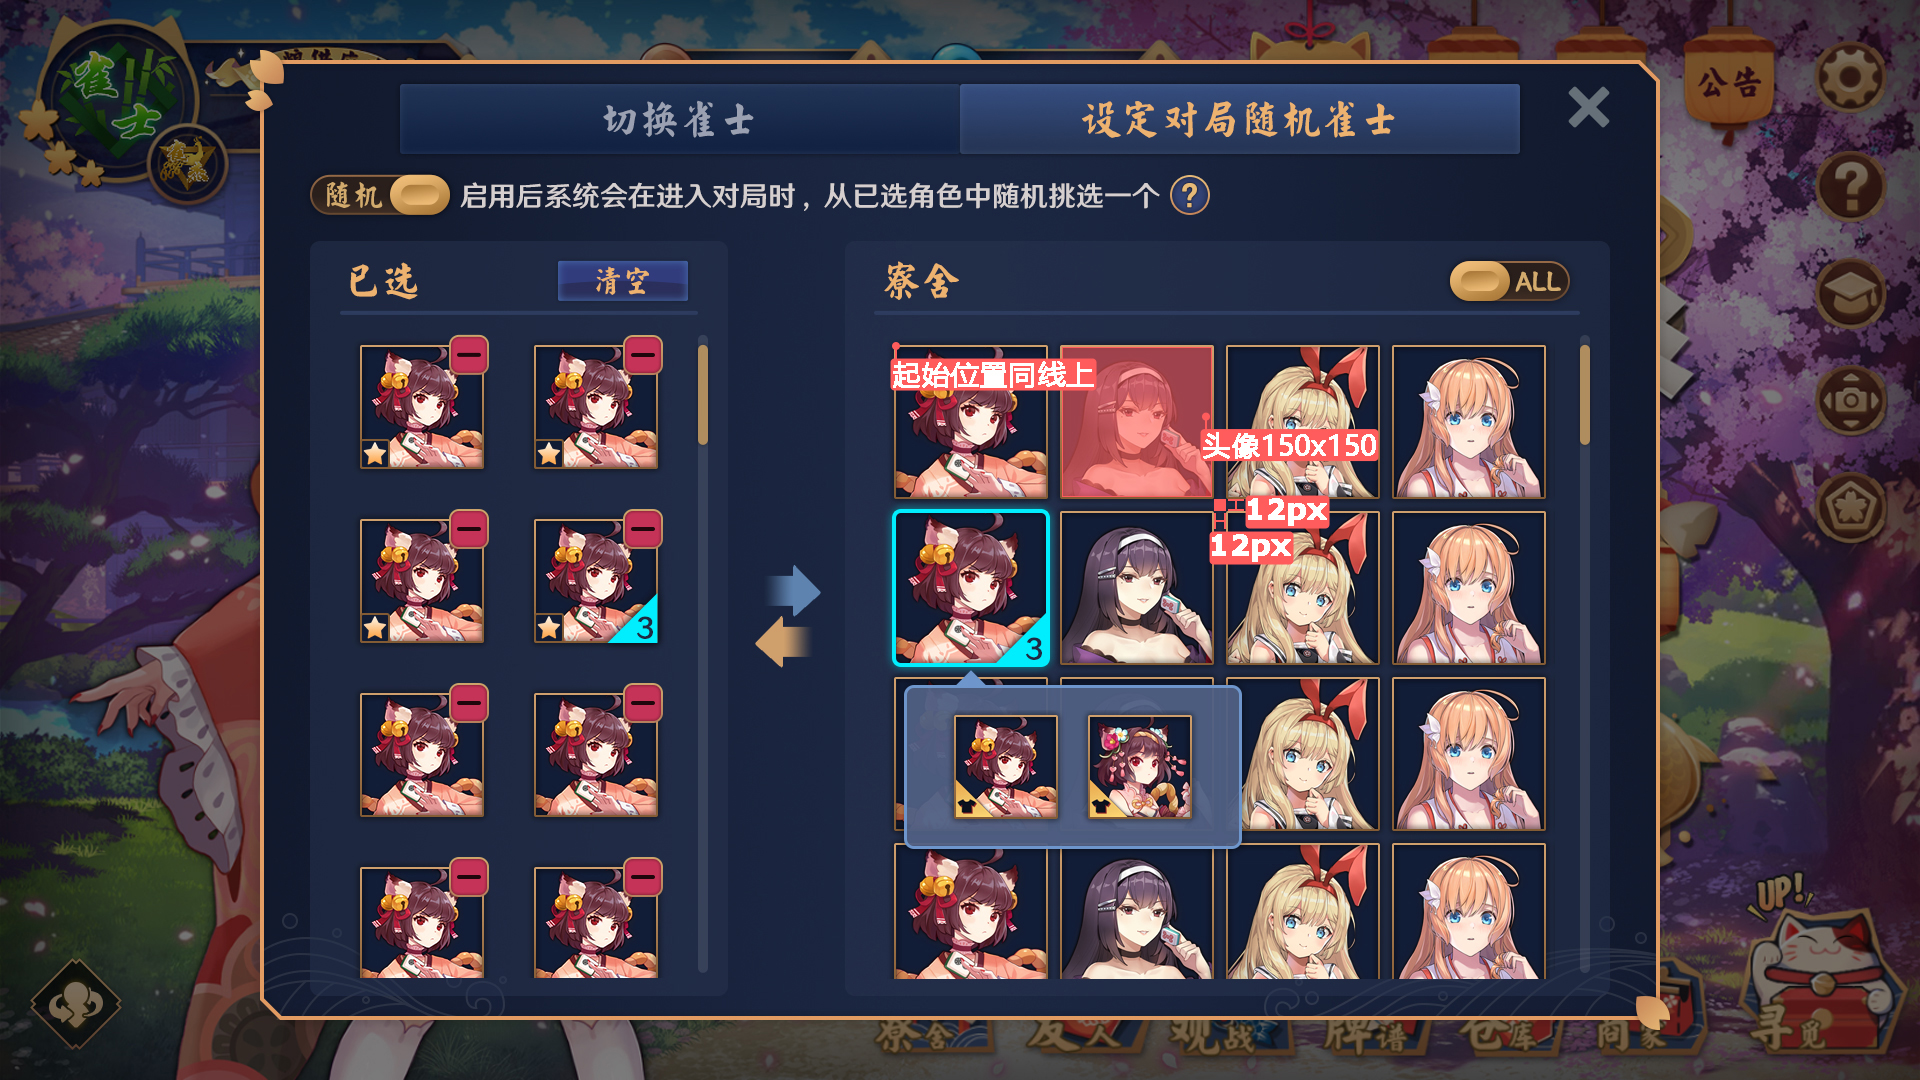 雀士
公告
切换雀士
设定对局随机雀士
随机
启用后系统会在进入对局时，从已选角色中随机挑选一个
?
已选
清空
寮舍
ALL
起始位置同线上
头像150x150
12px
12px
3
3
UP!
寮舍
友人
观战
牌谱
仓库
商家
寻觅